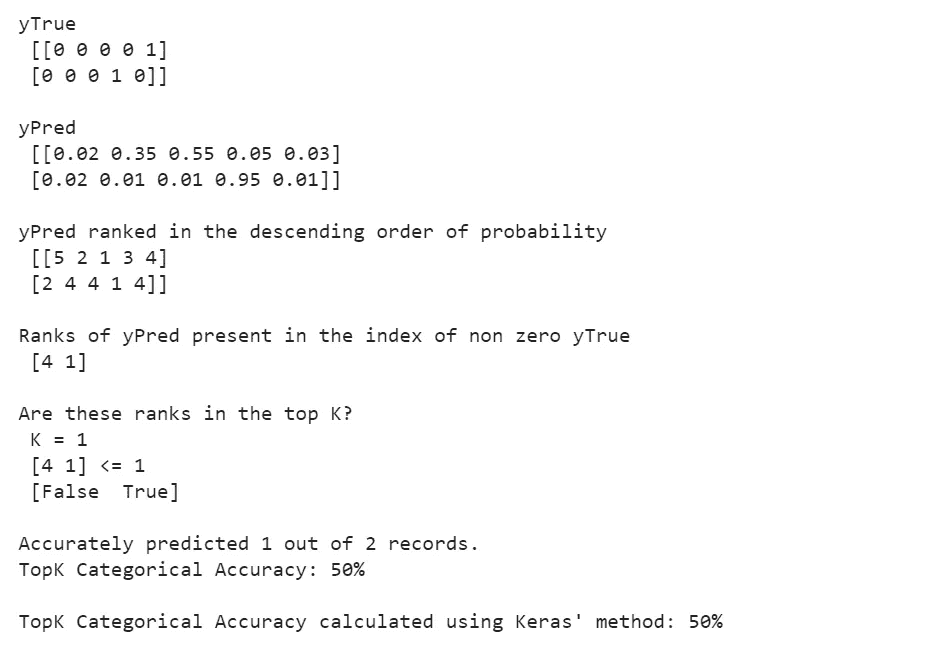 yTrue
[[0 0 0 0 1]
[0 0 0 1 0]]
yPred
[[0.02 0.35 0.55 0.05 0.03]
[0.02 0.01 0.01 0.95 0.01]]
yPred ranked in the descending order of probability
[[5 2 1 3 4]
[2 4 4 1 4]]
Ranks of yPred present in the index of non zero yTrue
[4 1]
Are these ranks in the top K?
K = 1
[4 1] <= 1
[False  True]
Accurately predicted 1 out of 2 records.
TopK Categorical Accuracy: 50%
TopK Categorical Accuracy calculated using Keras' method: 50%